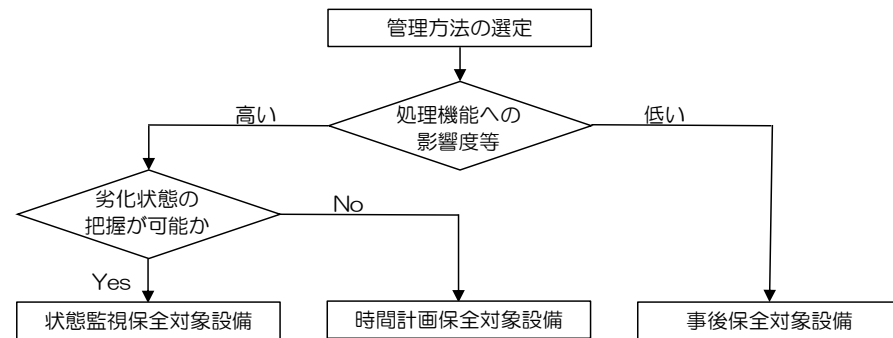 管理方法の選定
処理機能への
影響度等
高い
低い
劣化状態の
把握が可能か
No
Yes
状態監視保全対象設備
時間計画保全対象設備
事後保全対象設備